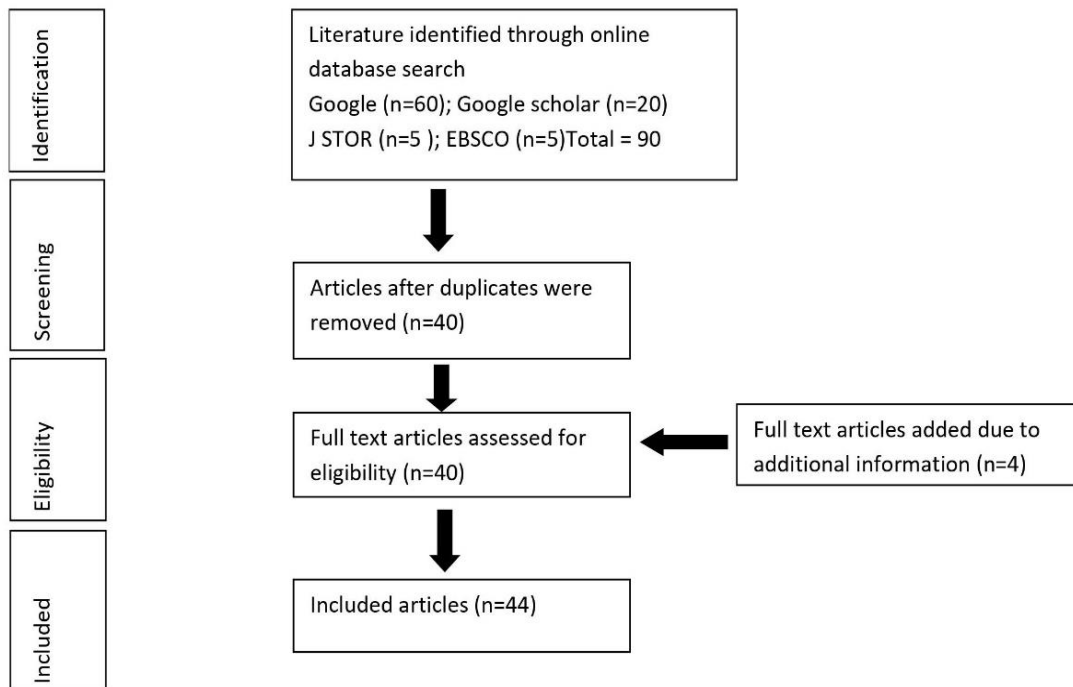 Identification
Literature identified through online
database search
Google (n=60); Google scholar (n=20)
J STOR (n=5 ); EBSCO (n=5)Total = 90
Screening
Articles after duplicates were
removed (n=40)
Eligibility
Full text articles assessed for
eligibility (n=40)
Full text articles added due to
additional information (n=4)
Included
Included articles (n=44)